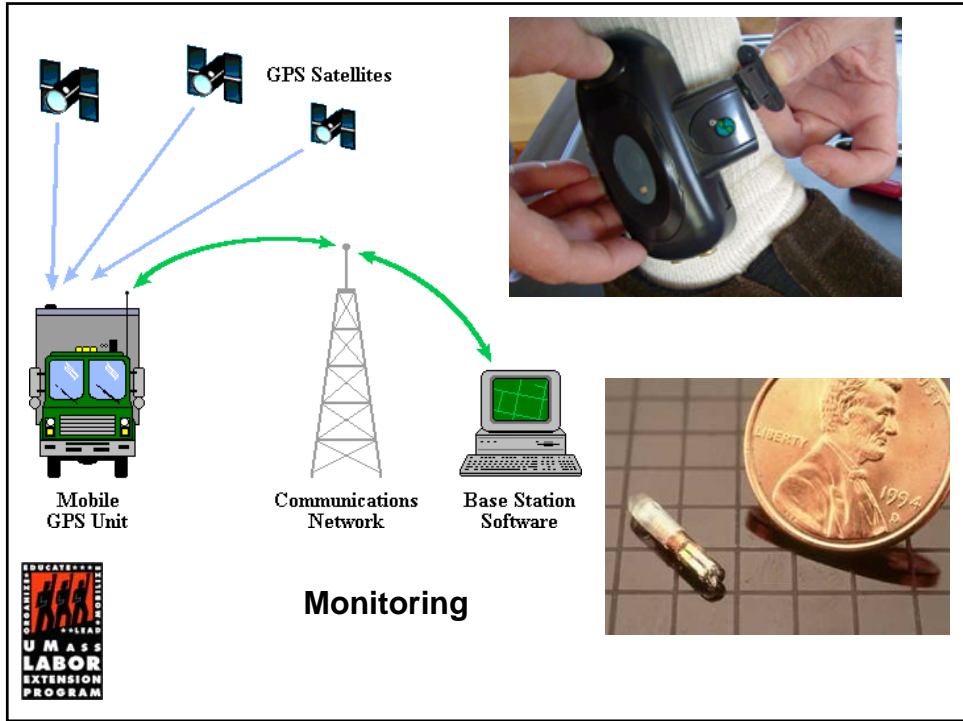 GPS Satellites
Mobile
GPS Unit
Communications
Network
Base Station
Software
Monitoring
ORGANIZE
EDUCATE
MOBILIZE
LEAD
UMASS
LABOR
EXTENSION
PROGRAM
LIBERTY
1994
D